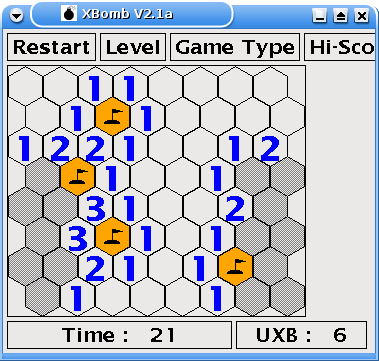 XBomb V2.1a
Restart Level Game Type Hi-Sco
1 1
1 1
1 2 2 1 1 2
1 1
3 1 2
3 1 1
2 1 1
1 1
Time : 21 UXB : 6